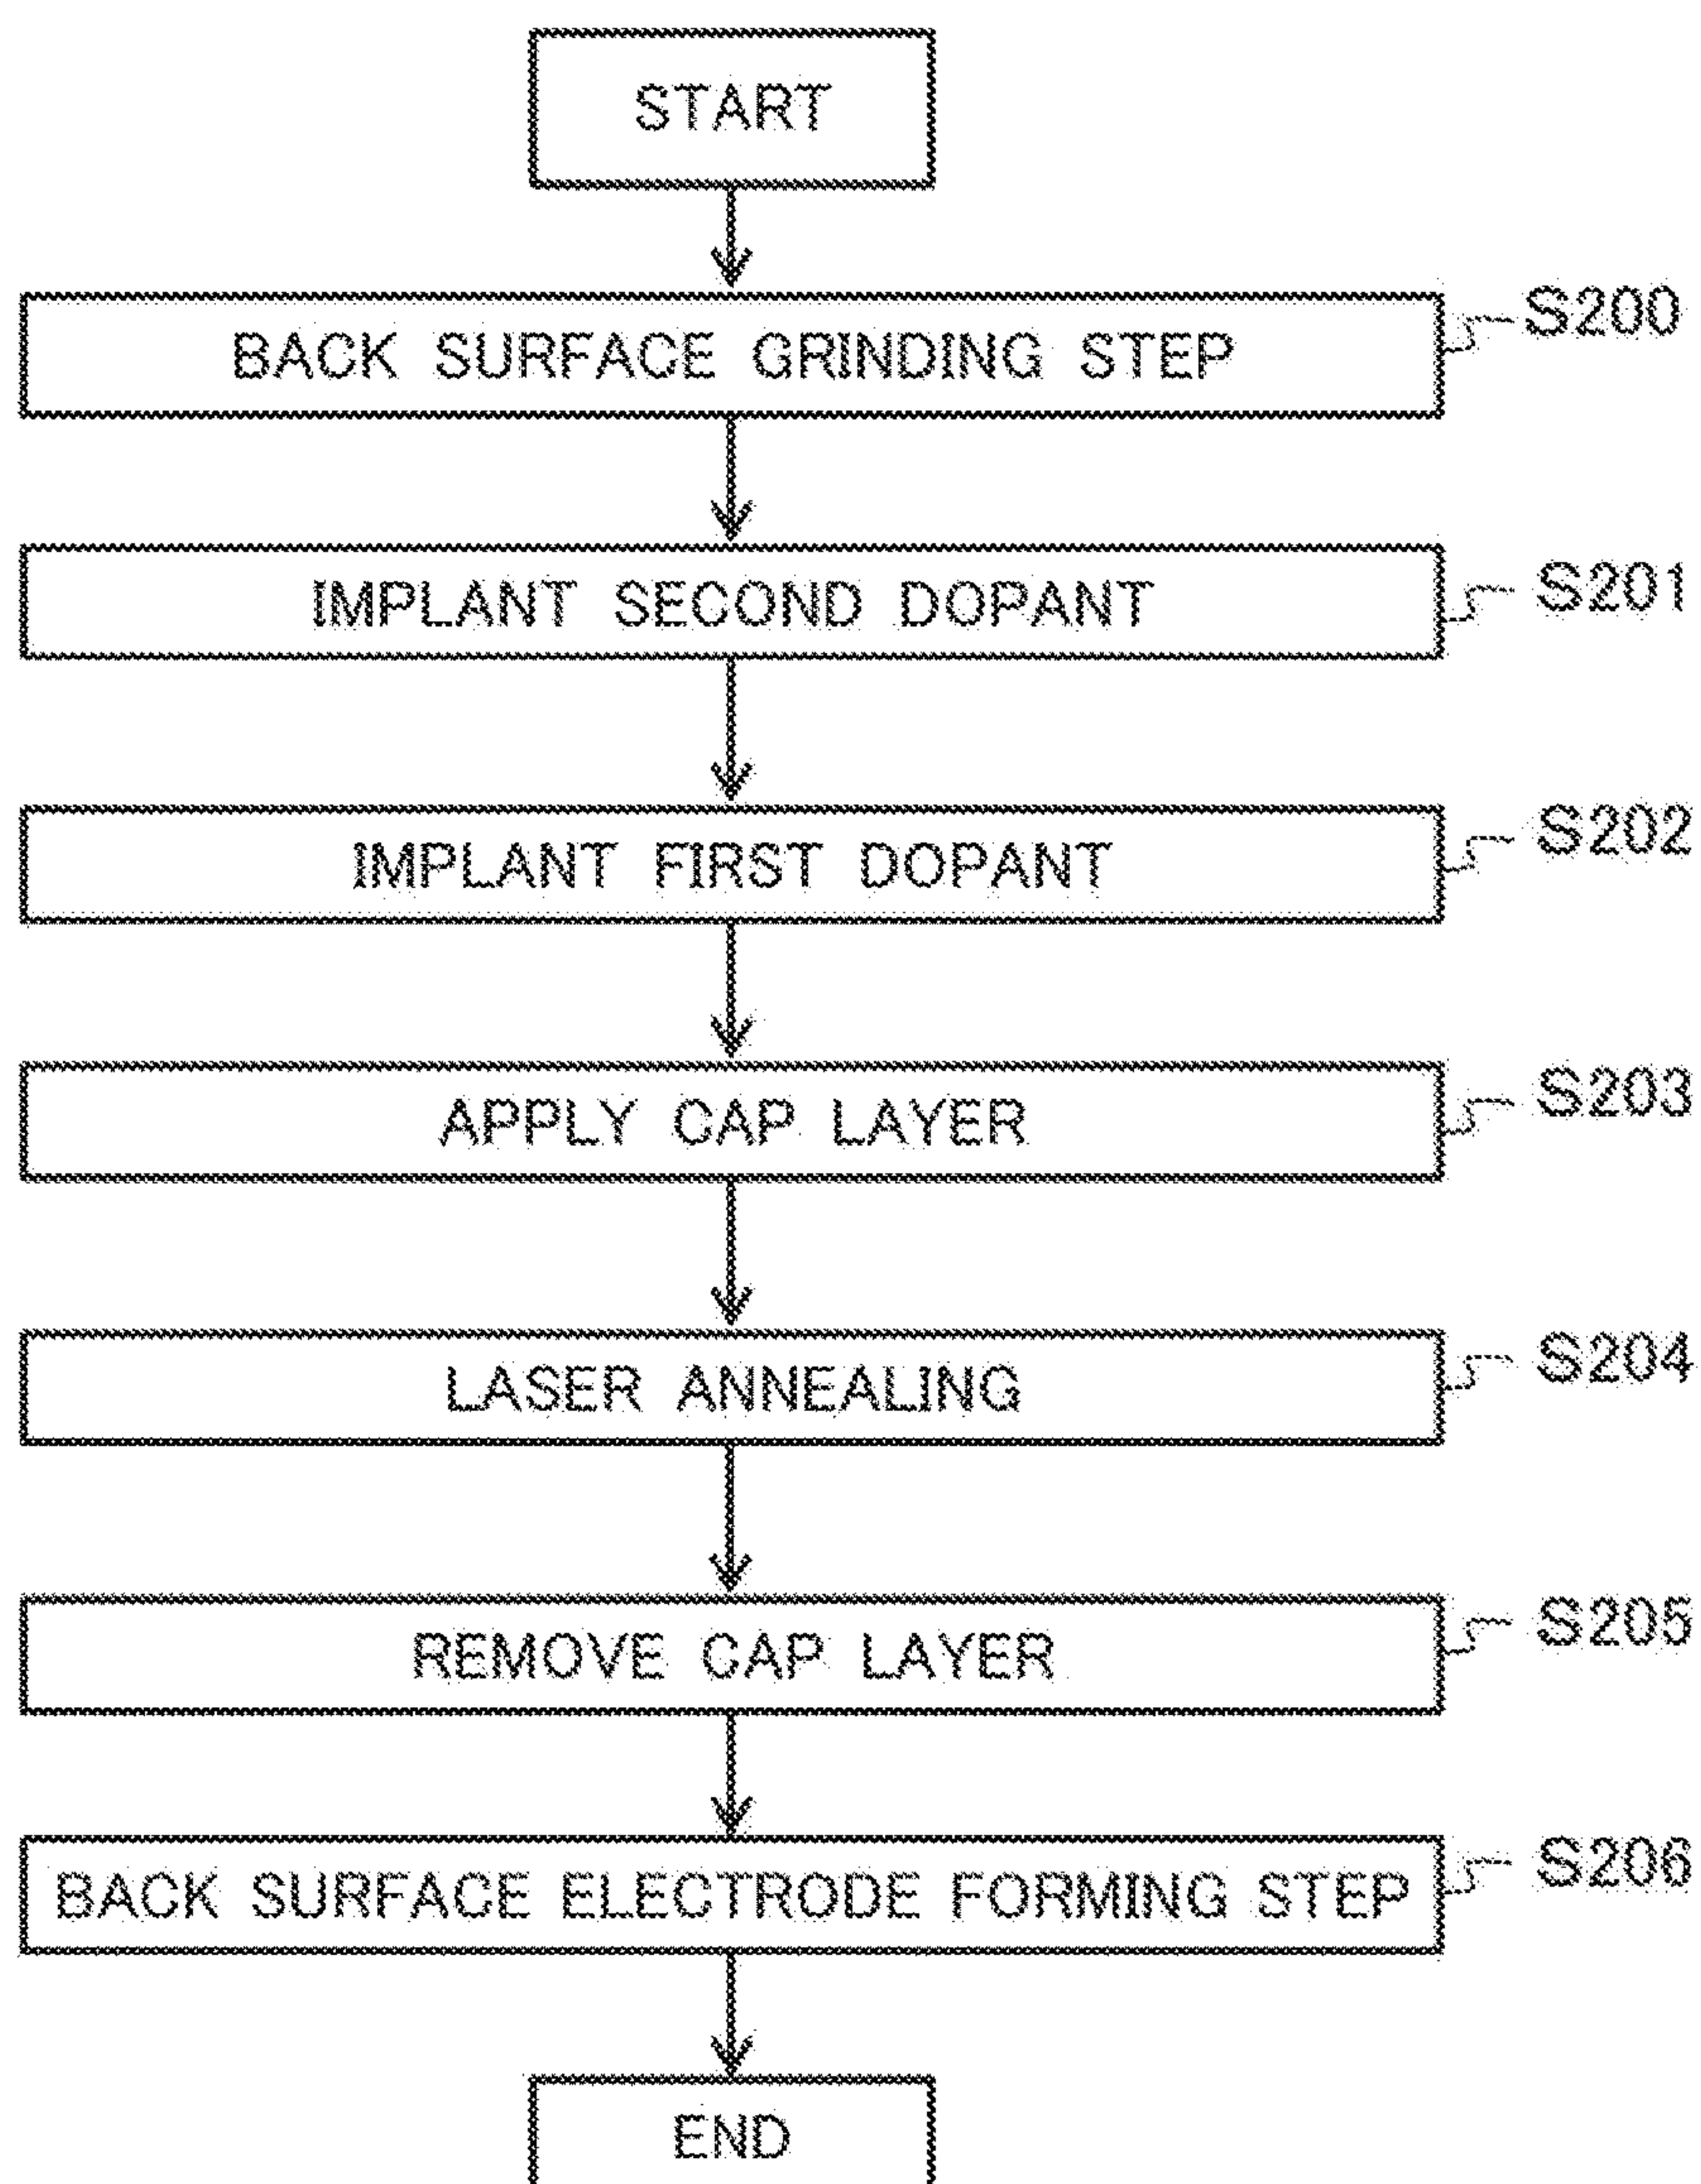 START
BACK SURFACE GRINDING STEP
S200
IMPLANT SECOND DOPANT
S201
IMPLANT FIRST DOPANT
S202
APPLY CAP LAYER
S203
LASER ANNEALING
S204
REMOVE CAP LAYER
S205
BACK SURFACE ELECTRODE FORMING STEP
S206
END